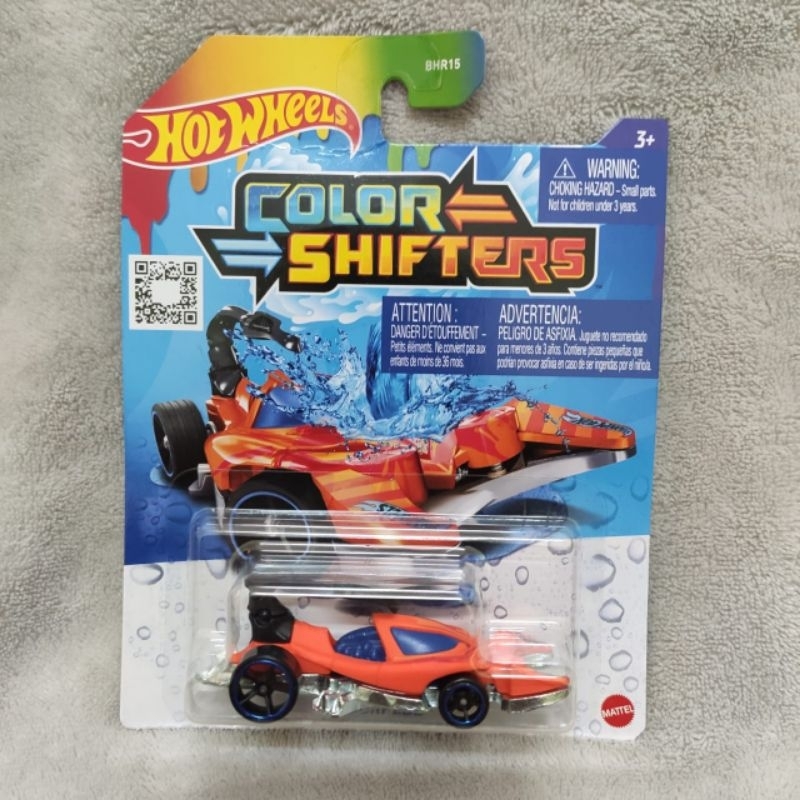 BHR15
HOT WHEELS
3+
WARNING:
CHOKING HAZARD – Small parts.
Not for children under 3 years.
COLOR
SHIFTERS
ATTENTION :
DANGER D'ÉTOUFFEMENT –
Petits éléments. Ne convient pas aux
enfants de moins de 36 mois.
ADVERTENCIA:
PELIGRO DE ASFIXIA. Juguete no recomendado
para menores de 3 años. Contiene piezas pequeñas que
podrían provocar asfixia en caso de ser ingeridas por el niño/a.
MATTEL